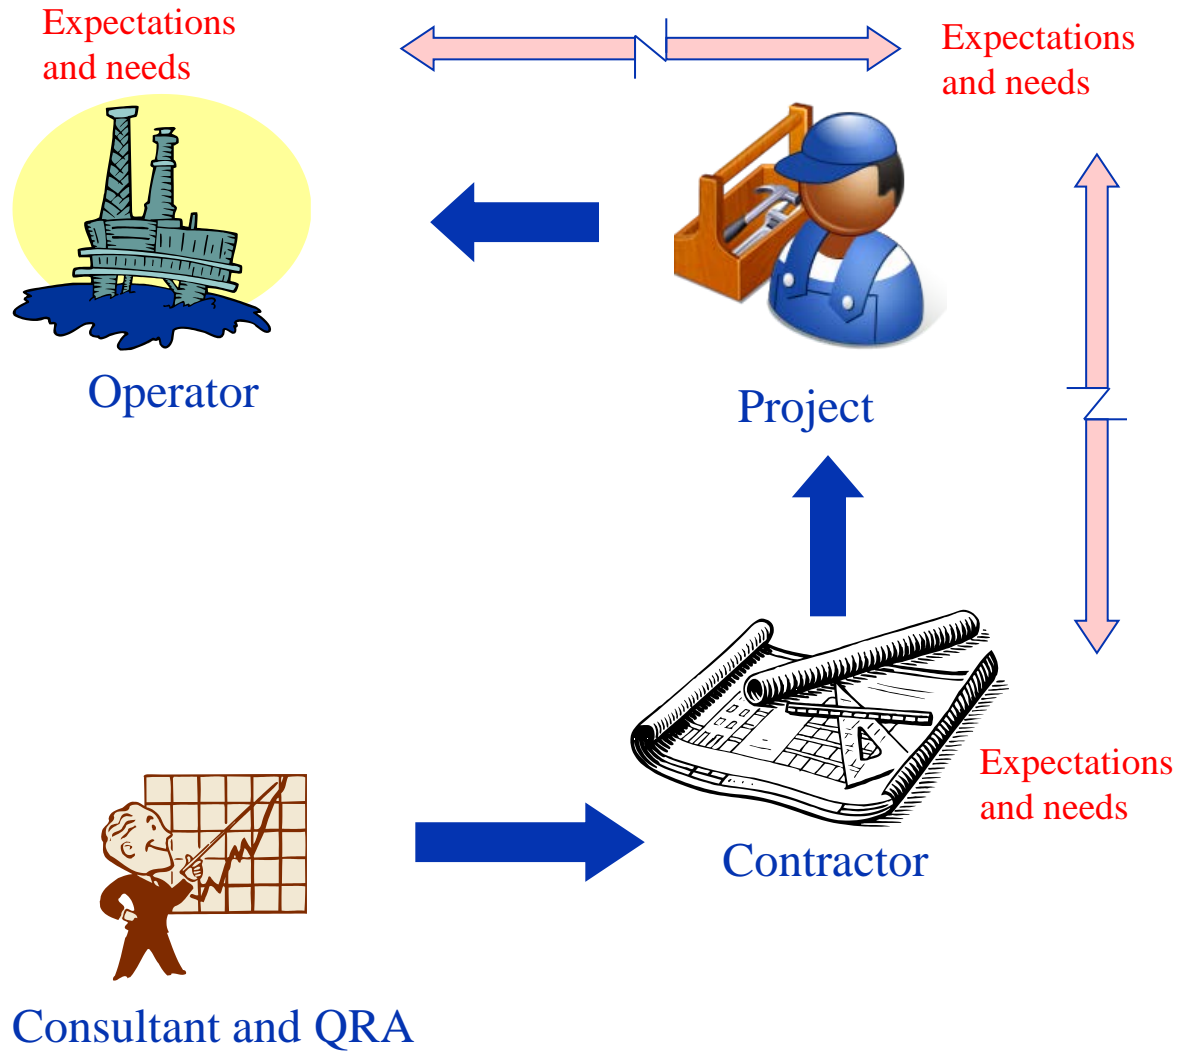 Expectations
and needs
Expectations
and needs
Operator
Project
Expectations
and needs
Contractor
Consultant and QRA